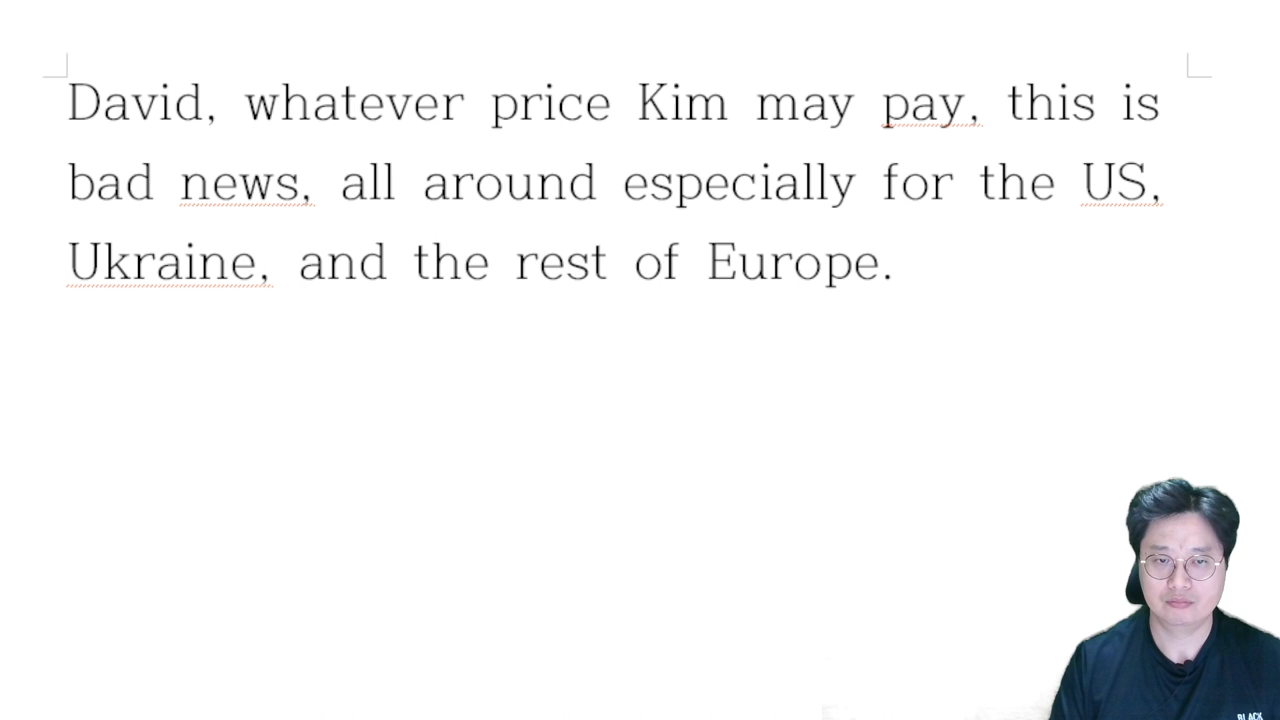 David, whatever price Kim may pay, this is
bad news, all around especially for the US,
Ukraine, and the rest of Europe.
BLACK